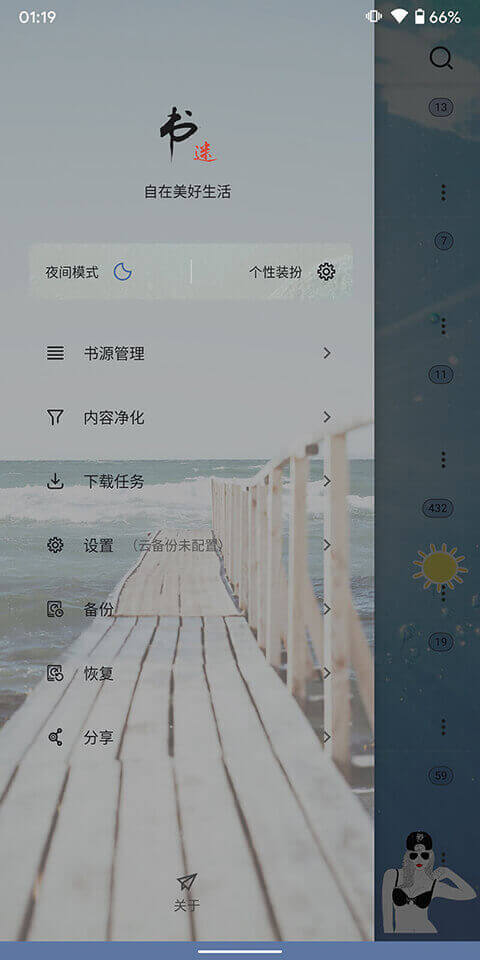 01:19
66%
书迷
自在美好生活
夜间模式
个性装扮
书源管理
内容净化
下载任务
设置 （云备份未配置）
备份
恢复
分享
关于
13
7
11
432
19
59